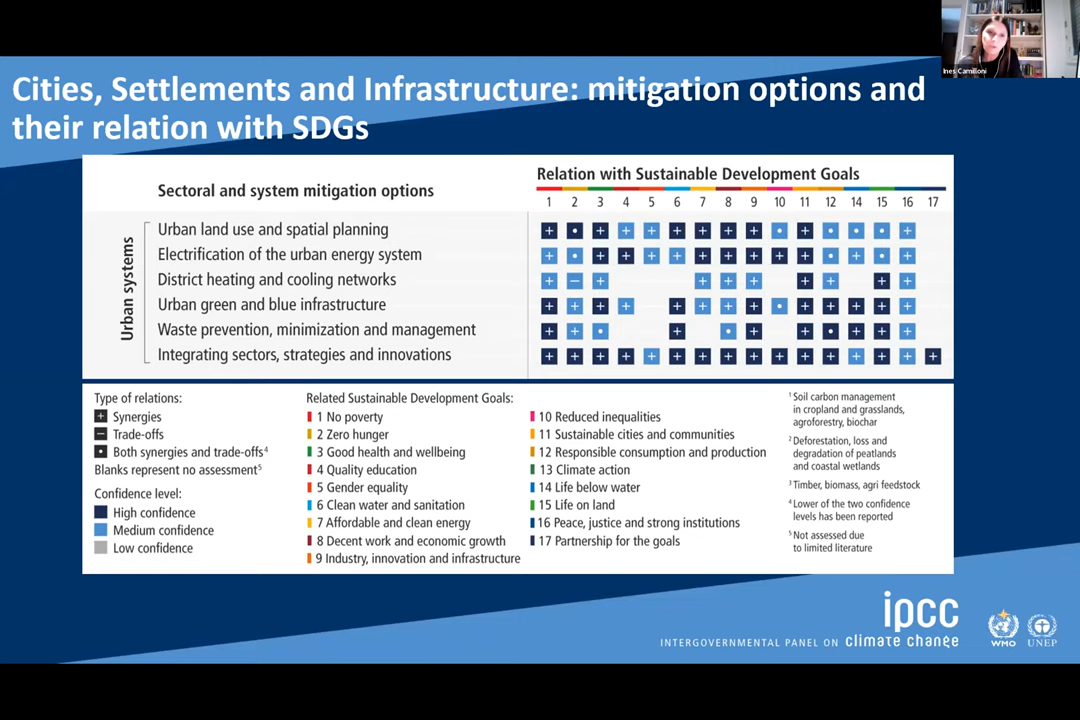 Ines Camilloni
Cities, Settlements and Infrastructure: mitigation options and
their relation with SDGs
Sectoral and system mitigation options
Relation with Sustainable Development Goals
1 2 3 4 5 6 7 8 9 10 11 12 14 15 16 17
Urban systems
Urban land use and spatial planning
Electrification of the urban energy system
District heating and cooling networks
Urban green and blue infrastructure
Waste prevention, minimization and management
Integrating sectors, strategies and innovations
Type of relations:
+ Synergies
− Trade-offs
• Both synergies and trade-offs⁴
Blanks represent no assessment⁵
Confidence level:
High confidence
Medium confidence
Low confidence
Related Sustainable Development Goals:
1 No poverty
2 Zero hunger
3 Good health and wellbeing
4 Quality education
5 Gender equality
6 Clean water and sanitation
7 Affordable and clean energy
8 Decent work and economic growth
9 Industry, innovation and infrastructure
10 Reduced inequalities
11 Sustainable cities and communities
12 Responsible consumption and production
13 Climate action
14 Life below water
15 Life on land
16 Peace, justice and strong institutions
17 Partnership for the goals
¹ Soil carbon management
in cropland and grasslands,
agroforestry, biochar
² Deforestation, loss and
degradation of peatlands
and coastal wetlands
³ Timber, biomass, agri feedstock
⁴ Lower of the two confidence
levels has been reported
⁵ Not assessed due
to limited literature
ipcc
INTERGOVERNMENTAL PANEL ON climate change
WMO
UNEP